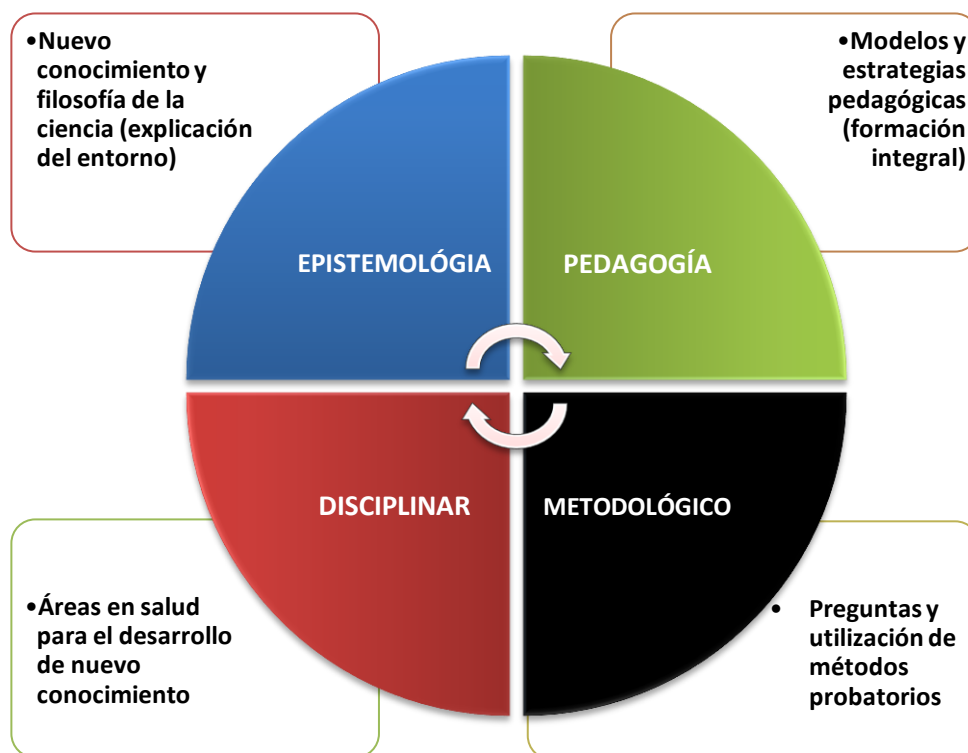 •Nuevo
conocimiento y
filosofía de la
ciencia (explicación
del entorno)
•Modelos y
estrategias
pedagógicas
(formación
integral)
EPISTEMOLÓGIA
PEDAGOGÍA
DISCIPLINAR
METODOLÓGICO
•Áreas en salud
para el desarrollo
de nuevo
conocimiento
• Preguntas y
utilización de
métodos
probatorios